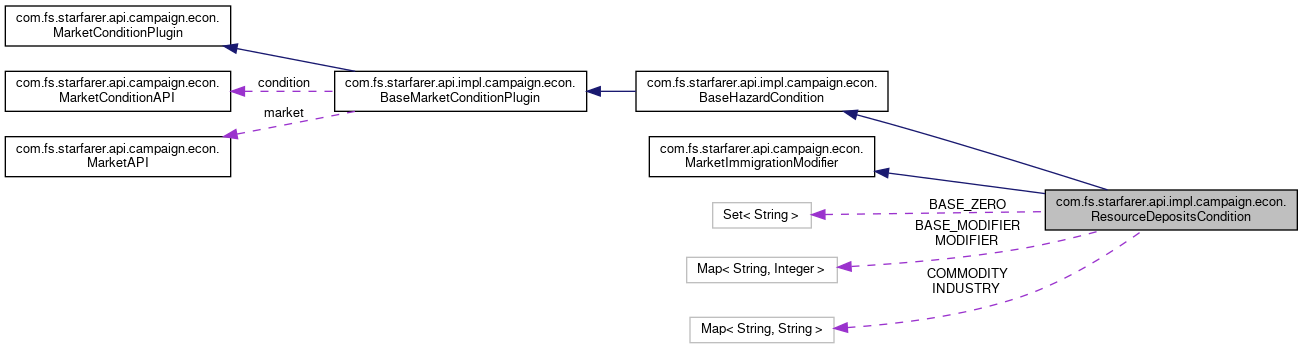 com.fs.starfarer.api.campaign.econ.
MarketConditionPlugin
com.fs.starfarer.api.campaign.econ.
MarketConditionAPI
com.fs.starfarer.api.campaign.econ.
MarketAPI
condition
market
com.fs.starfarer.api.impl.campaign.econ.
BaseMarketConditionPlugin
com.fs.starfarer.api.impl.campaign.econ.
BaseHazardCondition
com.fs.starfarer.api.campaign.econ.
MarketImmigrationModifier
Set< String >
Map< String, Integer >
Map< String, String >
BASE_ZERO
BASE_MODIFIER
MODIFIER
COMMODITY
INDUSTRY
com.fs.starfarer.api.impl.campaign.econ.
ResourceDepositsCondition